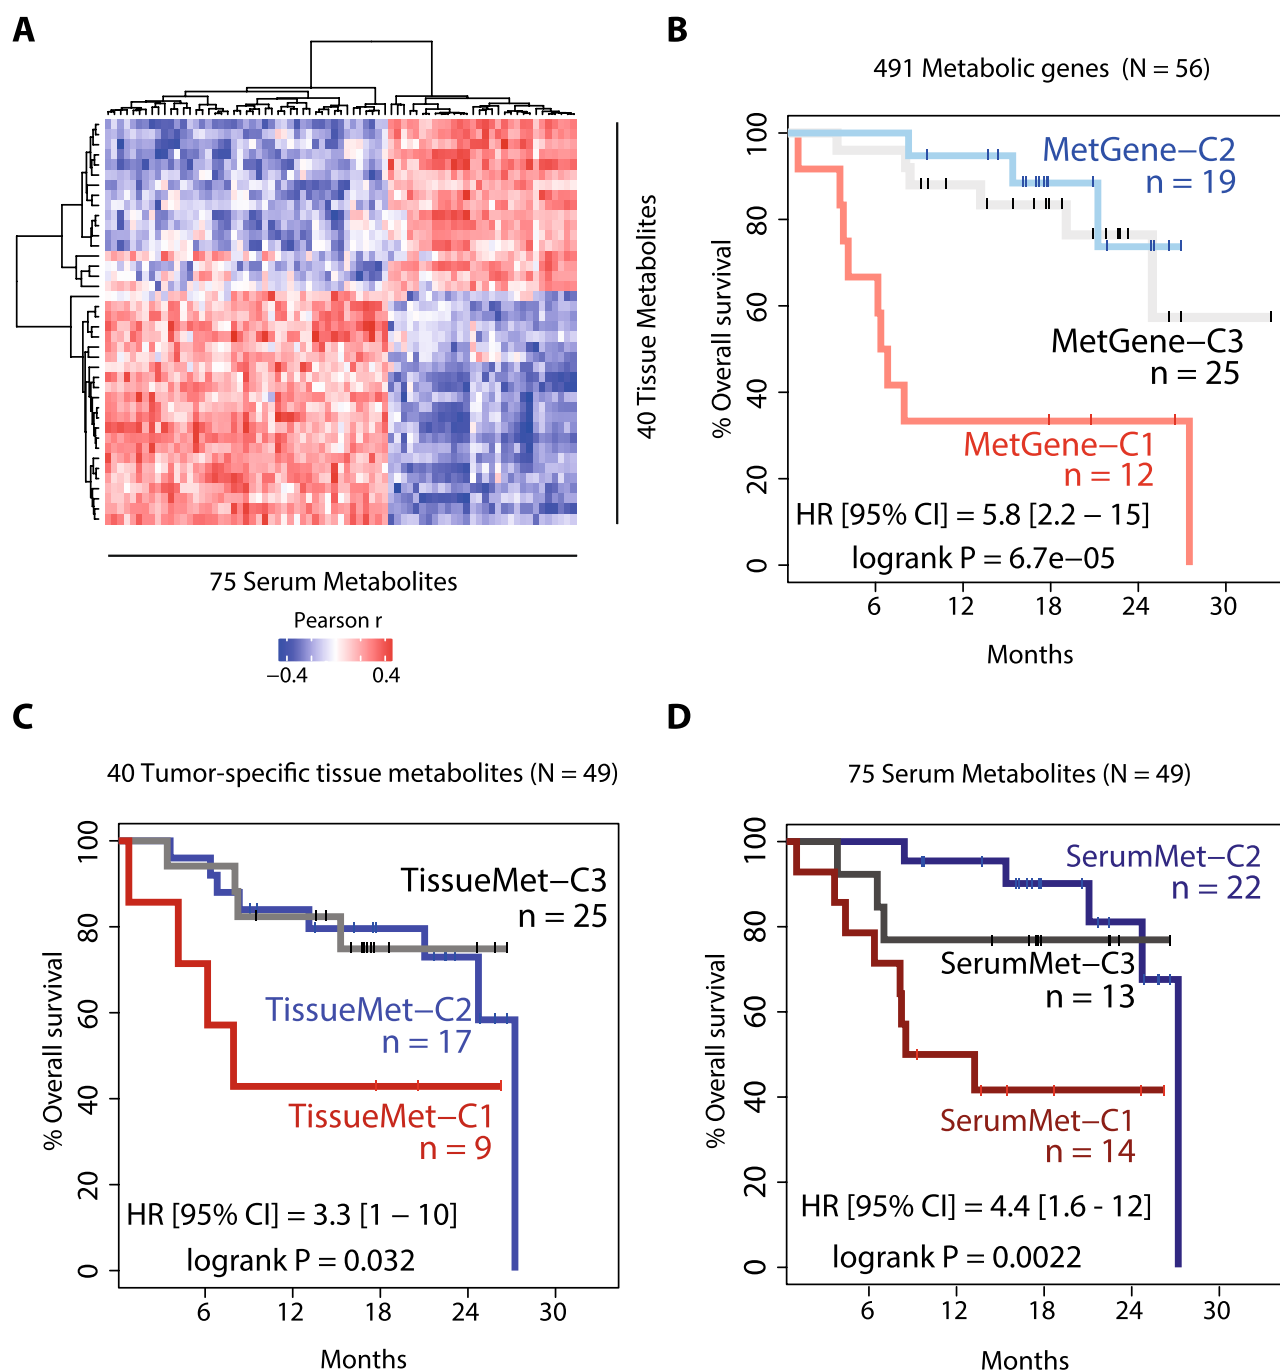 A
40 Tissue Metabolites
75 Serum Metabolites
Pearson r
−0.4 0.4
B
491 Metabolic genes (N = 56)
% Overall survival
100
80
60
40
20
0
MetGene−C2
n = 19
MetGene−C3
n = 25
MetGene−C1
n = 12
HR [95% CI] = 5.8 [2.2 − 15]
logrank P = 6.7e−05
6 12 18 24 30
Months
C
40 Tumor-specific tissue metabolites (N = 49)
% Overall survival
100
80
60
40
20
0
TissueMet−C3
n = 25
TissueMet−C2
n = 17
TissueMet−C1
n = 9
HR [95% CI] = 3.3 [1 − 10]
logrank P = 0.032
6 12 18 24 30
Months
D
75 Serum Metabolites (N = 49)
% Overall survival
100
80
60
40
20
0
SerumMet−C2
n = 22
SerumMet−C3
n = 13
SerumMet−C1
n = 14
HR [95% CI] = 4.4 [1.6 - 12]
logrank P = 0.0022
6 12 18 24 30
Months